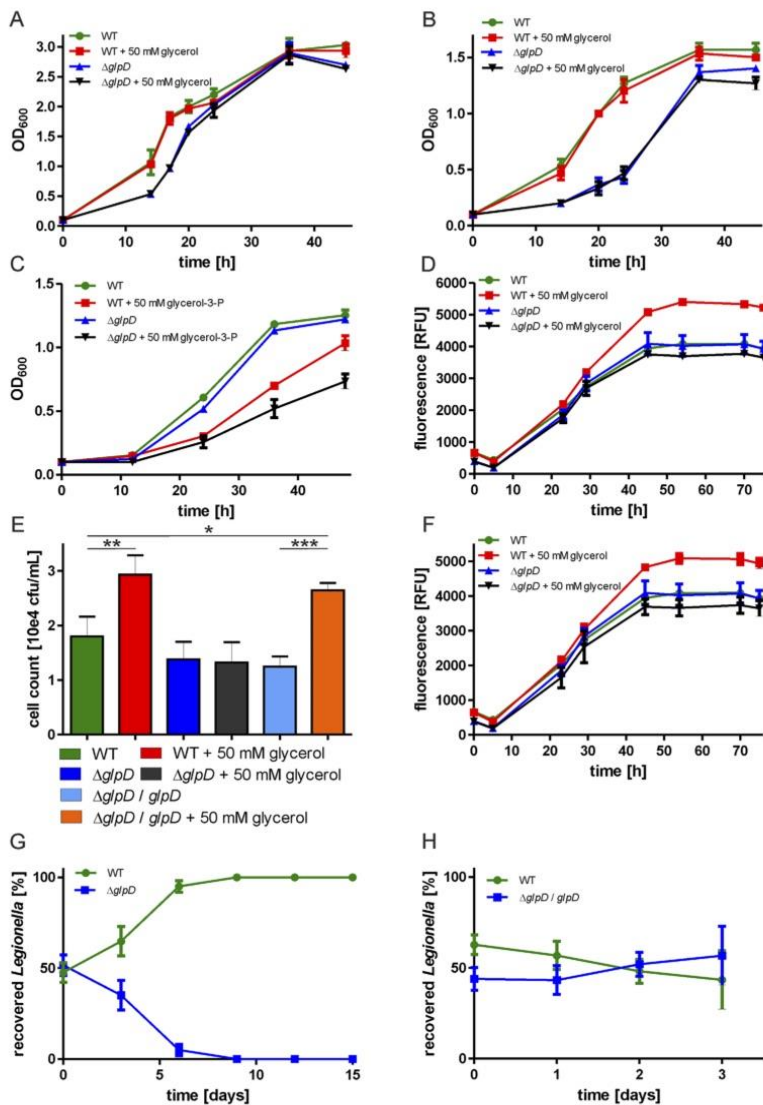 A
WT
WT + 50 mM glycerol
ΔglpD
ΔglpD + 50 mM glycerol
3.0
2.5
2.0
1.5
1.0
0.5
0.0
OD600
0 20 40
time [h]
B
WT
WT + 50 mM glycerol
ΔglpD
ΔglpD + 50 mM glycerol
1.5
1.0
0.5
0.0
OD600
0 20 40
time [h]
C
WT
WT + 50 mM glycerol-3-P
ΔglpD
ΔglpD + 50 mM glycerol-3-P
1.5
1.0
0.5
0.0
OD600
0 20 40
time [h]
D
WT
WT + 50 mM glycerol
ΔglpD
ΔglpD + 50 mM glycerol
6000
5000
4000
3000
2000
1000
0
fluorescence [RFU]
0 10 20 30 40 50 60 70
time [h]
E
*
** ***
3
2
1
0
cell count [10e4 cfu/mL]
WT WT + 50 mM glycerol
ΔglpD ΔglpD + 50 mM glycerol
ΔglpD / glpD
ΔglpD / glpD + 50 mM glycerol
F
WT
WT + 50 mM glycerol
ΔglpD
ΔglpD + 50 mM glycerol
5000
4000
3000
2000
1000
0
fluorescence [RFU]
0 10 20 30 40 50 60 70
time [h]
G
WT
ΔglpD
100
50
0
recovered Legionella [%]
0 5 10 15
time [days]
H
WT
ΔglpD / glpD
100
50
0
recovered Legionella [%]
0 1 2 3
time [days]